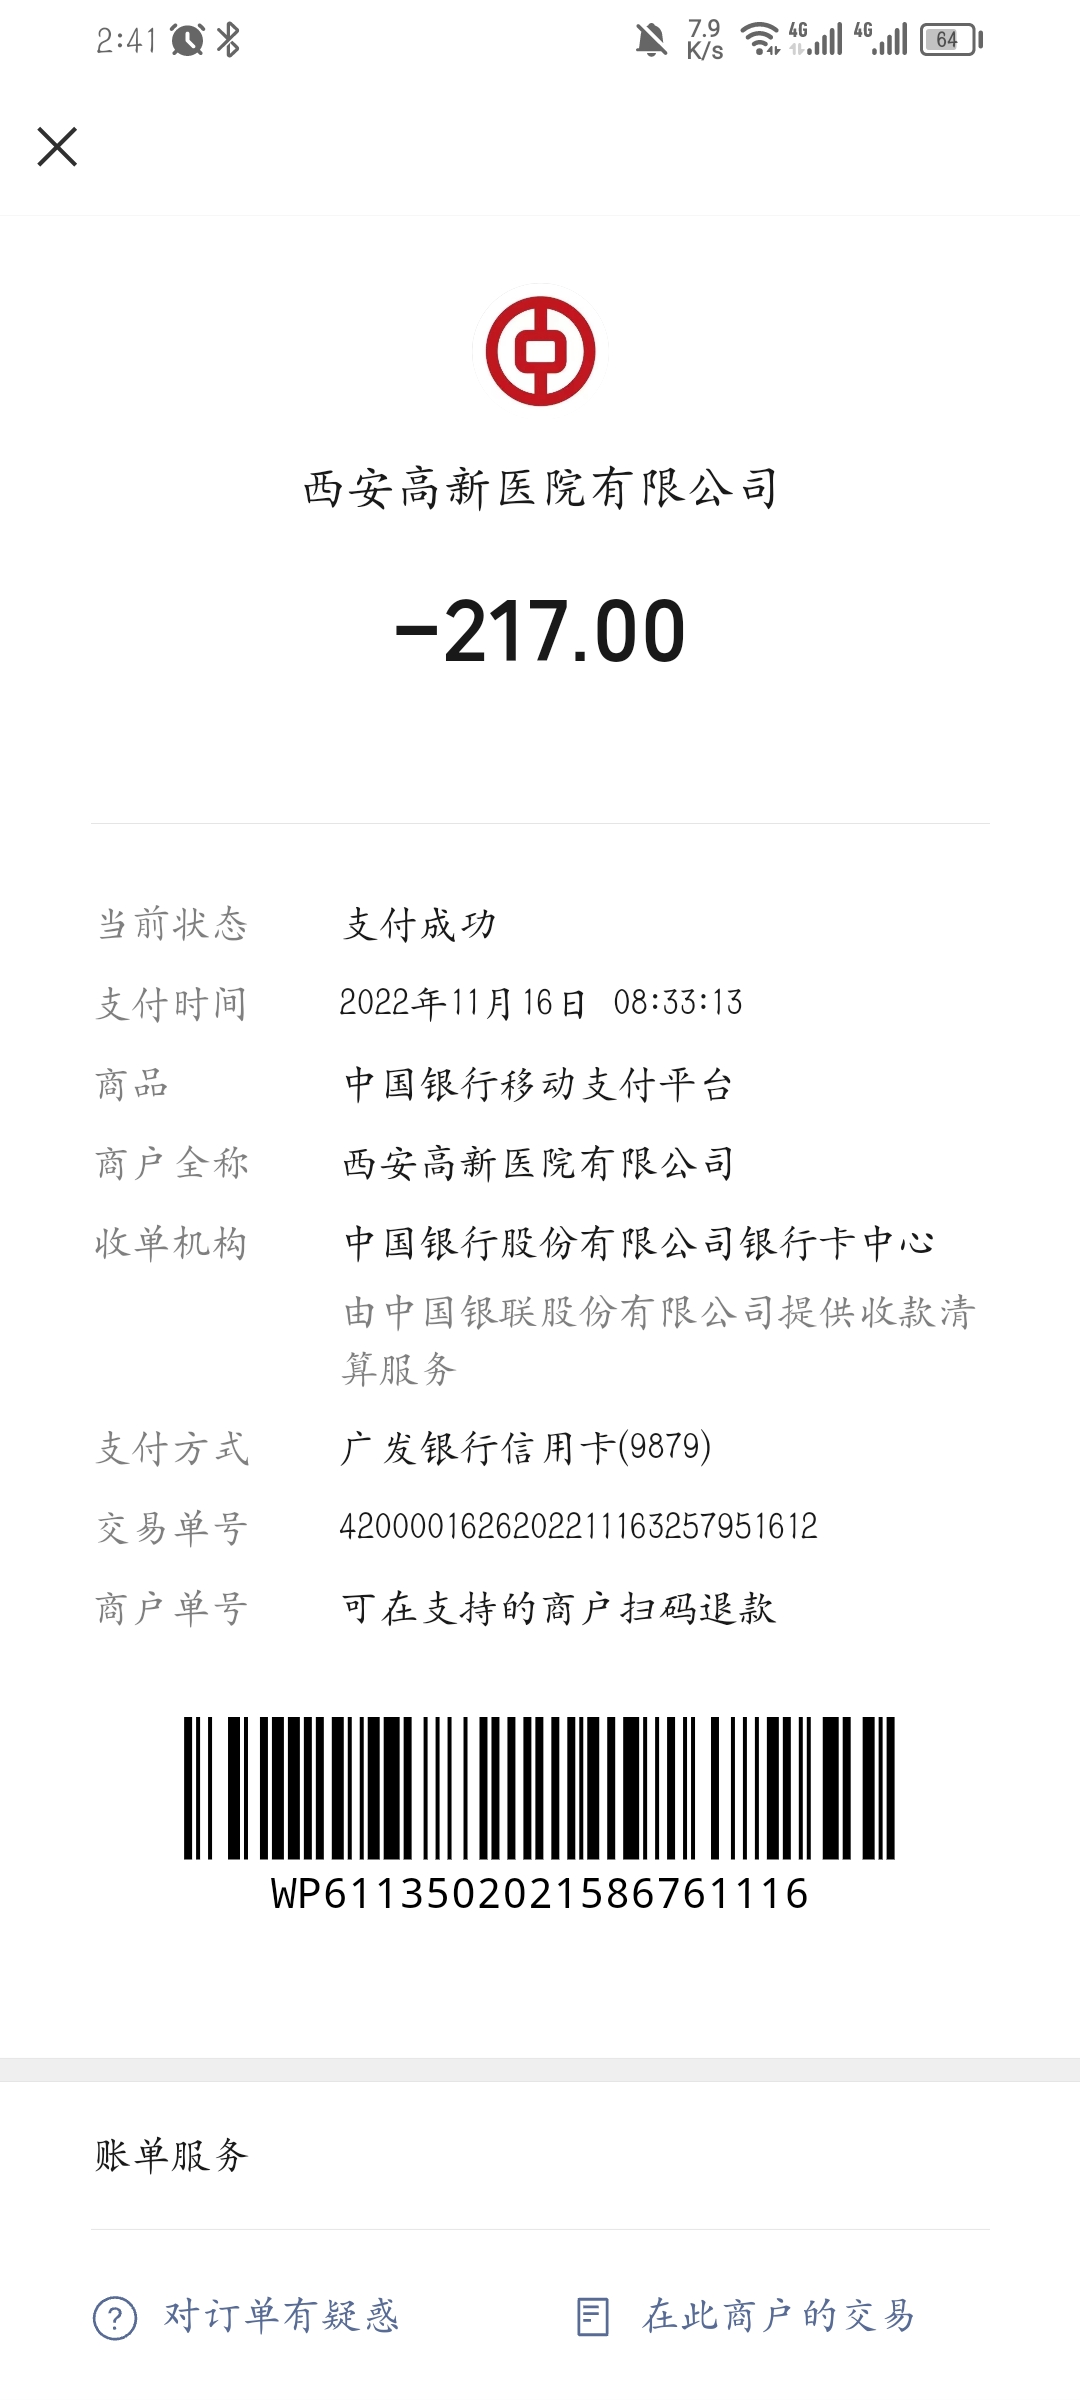 2:41
7.9 K/s
4G
4G
64
西安高新医院有限公司
-217.00
当前状态 支付成功
支付时间 2022年11月16日 08:33:13
商品 中国银行移动支付平台
商户全称 西安高新医院有限公司
收单机构 中国银行股份有限公司银行卡中心
由中国银联股份有限公司提供收款清
算服务
支付方式 广发银行信用卡(9879)
交易单号 4200001626202211163257951612
商户单号 可在支持的商户扫码退款
WP6113502021586761116
账单服务
对订单有疑惑 在此商户的交易